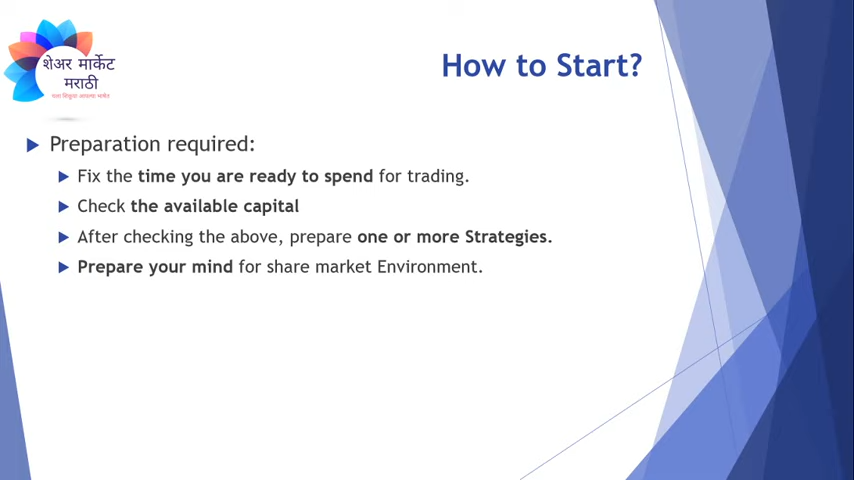 शेअर मार्केट
मराठी
How to Start?
Preparation required:
Fix the time you are ready to spend for trading.
Check the available capital
After checking the above, prepare one or more Strategies.
Prepare your mind for share market Environment.